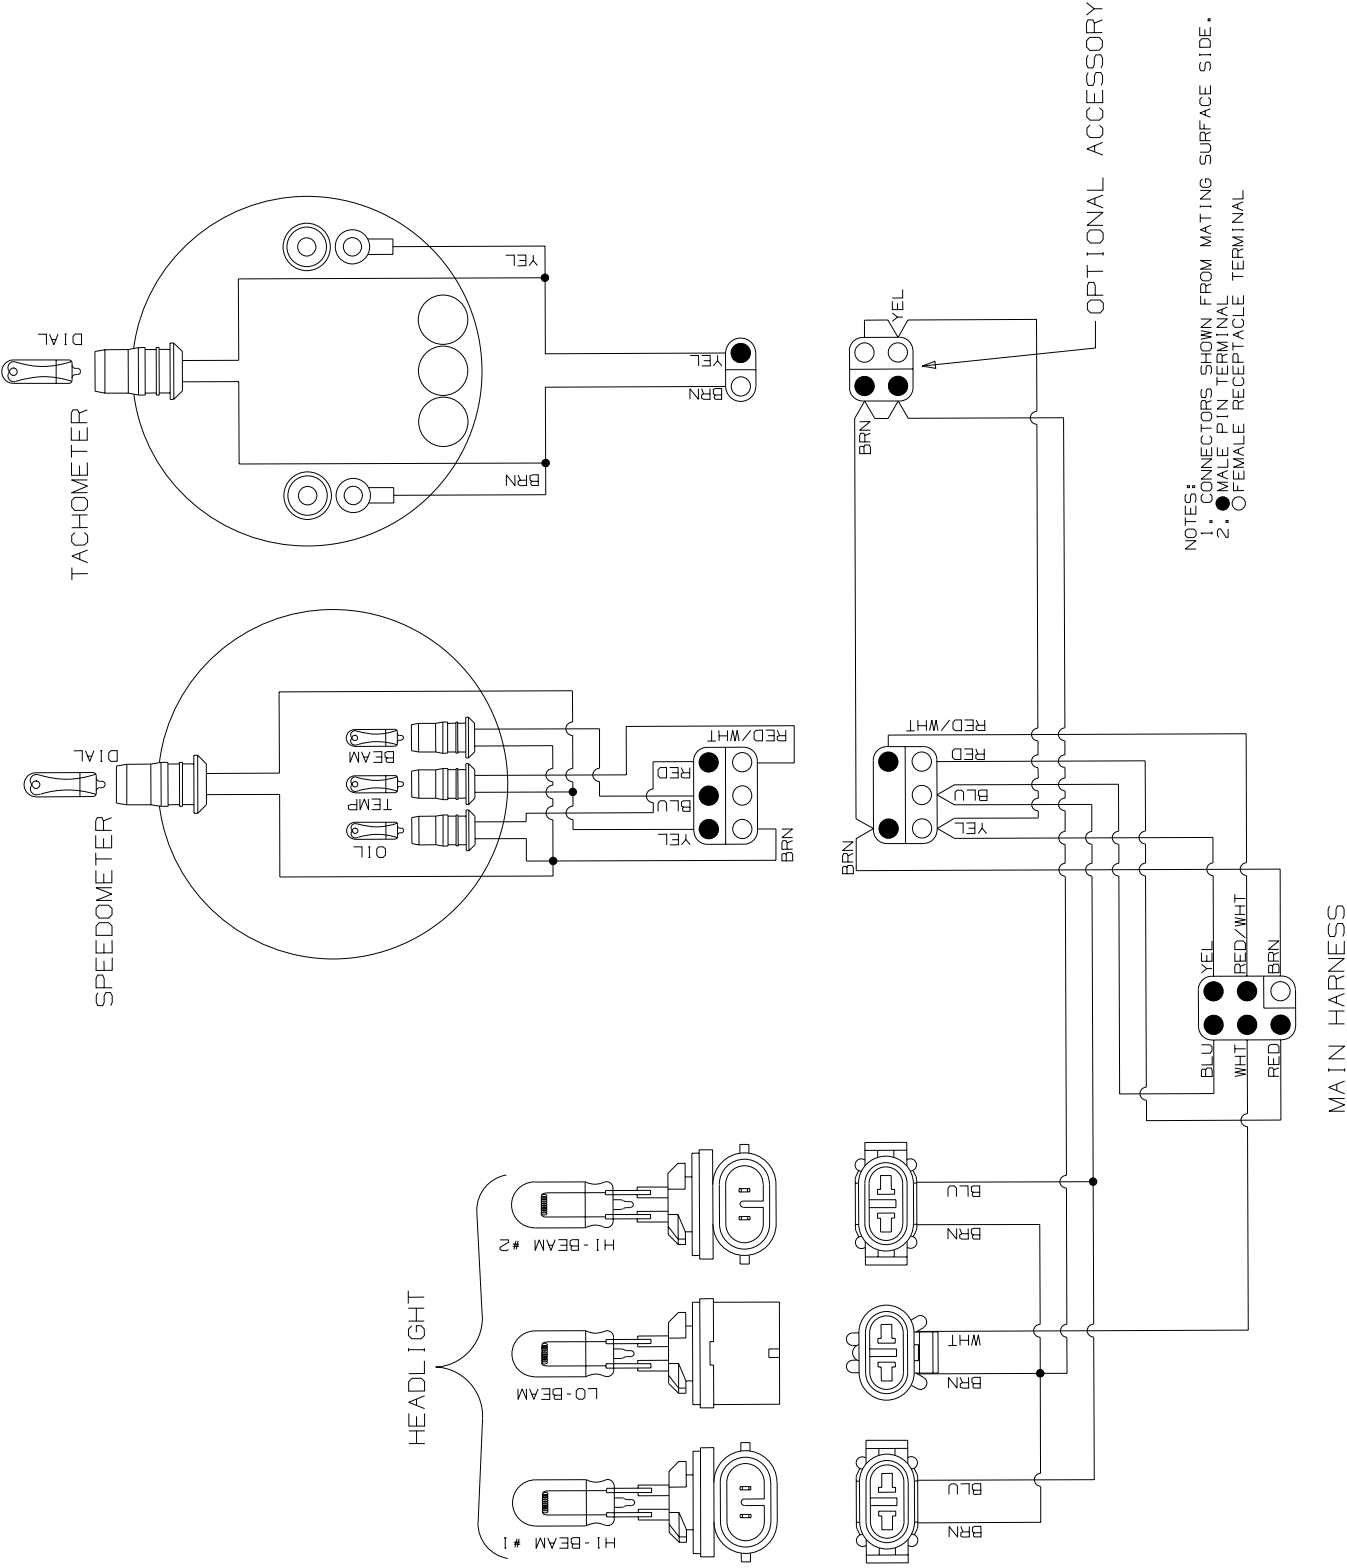 TACHOMETER
DIAL
YEL
BRN
YEL
BRN
SPEEDOMETER
DIAL
BEAM
TEMP
OIL
RED/WHT
RED
BLU
YEL
BRN
YEL
BRN
OPTIONAL ACCESSORY
NOTES:
1. CONNECTORS SHOWN FROM MATING SURFACE SIDE.
2. MALE PIN TERMINAL
FEMALE RECEPTACLE TERMINAL
RED/WHT
RED
BLU
YEL
BRN
YEL
RED/WHT
BRN
BLU
WHT
RED
MAIN HARNESS
HEADLIGHT
HI-BEAM #2
LO-BEAM
HI-BEAM #1
BLU
BRN
WHT
BRN
BLU
BRN